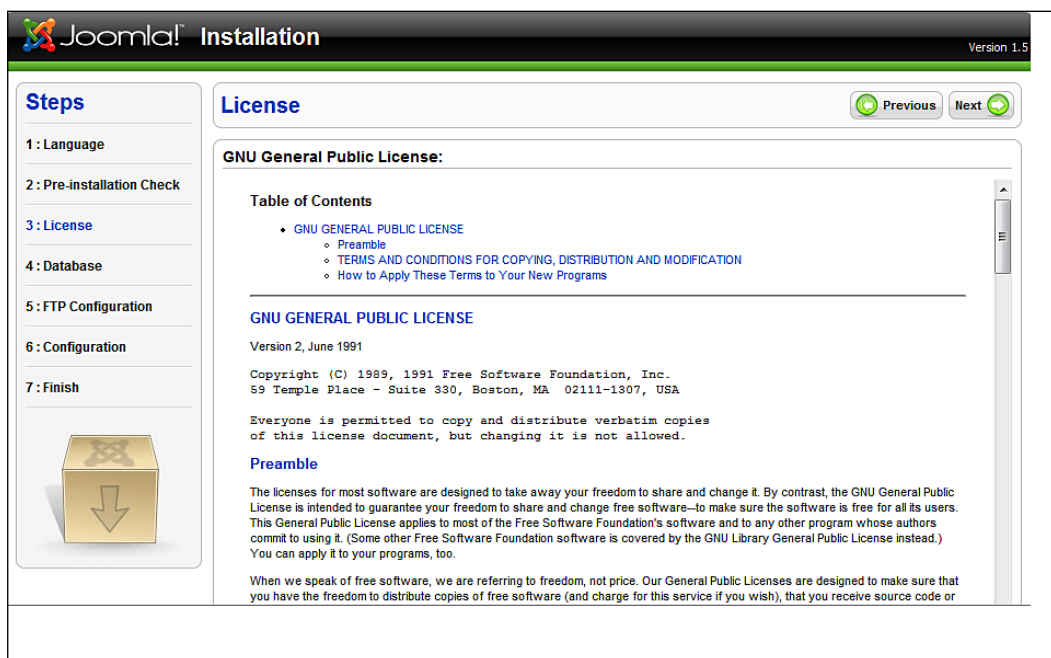 Joomla!™ Installation
Version 1.5
Steps
1 : Language
2 : Pre-installation Check
3 : License
4 : Database
5 : FTP Configuration
6 : Configuration
7 : Finish
License
Previous
Next
GNU General Public License:
Table of Contents
• GNU GENERAL PUBLIC LICENSE
◦ Preamble
◦ TERMS AND CONDITIONS FOR COPYING, DISTRIBUTION AND MODIFICATION
◦ How to Apply These Terms to Your New Programs
GNU GENERAL PUBLIC LICENSE
Version 2, June 1991
Copyright (C) 1989, 1991 Free Software Foundation, Inc.
59 Temple Place - Suite 330, Boston, MA  02111-1307, USA
Everyone is permitted to copy and distribute verbatim copies
of this license document, but changing it is not allowed.
Preamble
The licenses for most software are designed to take away your freedom to share and change it. By contrast, the GNU General Public
License is intended to guarantee your freedom to share and change free software--to make sure the software is free for all its users.
This General Public License applies to most of the Free Software Foundation's software and to any other program whose authors
commit to using it. (Some other Free Software Foundation software is covered by the GNU Library General Public License instead.)
You can apply it to your programs, too.
When we speak of free software, we are referring to freedom, not price. Our General Public Licenses are designed to make sure that
you have the freedom to distribute copies of free software (and charge for this service if you wish), that you receive source code or